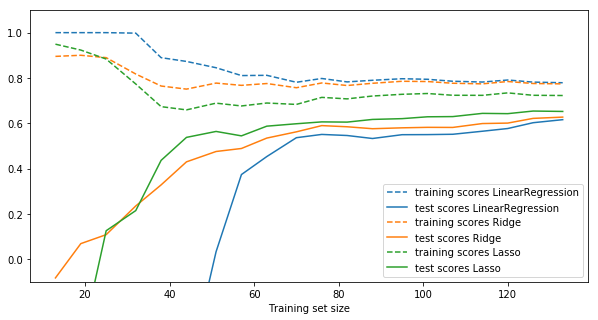 1.0
0.8
0.6
0.4
0.2
0.0
training scores LinearRegression
test scores LinearRegression
training scores Ridge
test scores Ridge
training scores Lasso
test scores Lasso
20 40 60 80 100 120
Training set size